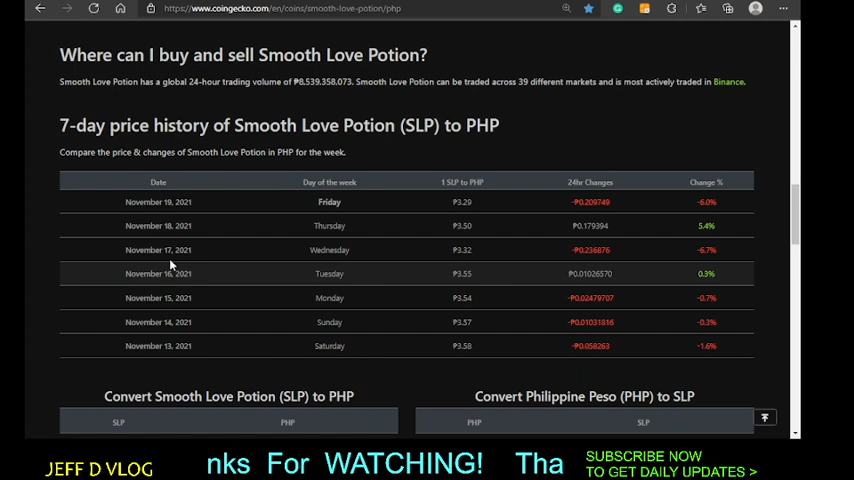 https://www.coingecko.com/en/coins/smooth-love-potion/php
Where can I buy and sell Smooth Love Potion?
Smooth Love Potion has a global 24-hour trading volume of ₱8,539,358,073. Smooth Love Potion can be traded across 39 different markets and is most actively traded in Binance.
7-day price history of Smooth Love Potion (SLP) to PHP
Compare the price & changes of Smooth Love Potion in PHP for the week.
Date Day of the week 1 SLP to PHP 24hr Changes Change %
November 19, 2021 Friday ₱3.29 -₱0.209749 -6.0%
November 18, 2021 Thursday ₱3.50 ₱0.179394 5.4%
November 17, 2021 Wednesday ₱3.32 -₱0.236876 -6.7%
November 16, 2021 Tuesday ₱3.55 ₱0.01026570 0.3%
November 15, 2021 Monday ₱3.54 -₱0.02479707 -0.7%
November 14, 2021 Sunday ₱3.57 -₱0.01031816 -0.3%
November 13, 2021 Saturday ₱3.58 -₱0.058263 -1.6%
Convert Smooth Love Potion (SLP) to PHP Convert Philippine Peso (PHP) to SLP
SLP PHP PHP SLP
JEFF D VLOG nks For WATCHING! Tha SUBSCRIBE NOW
TO GET DAILY UPDATES >